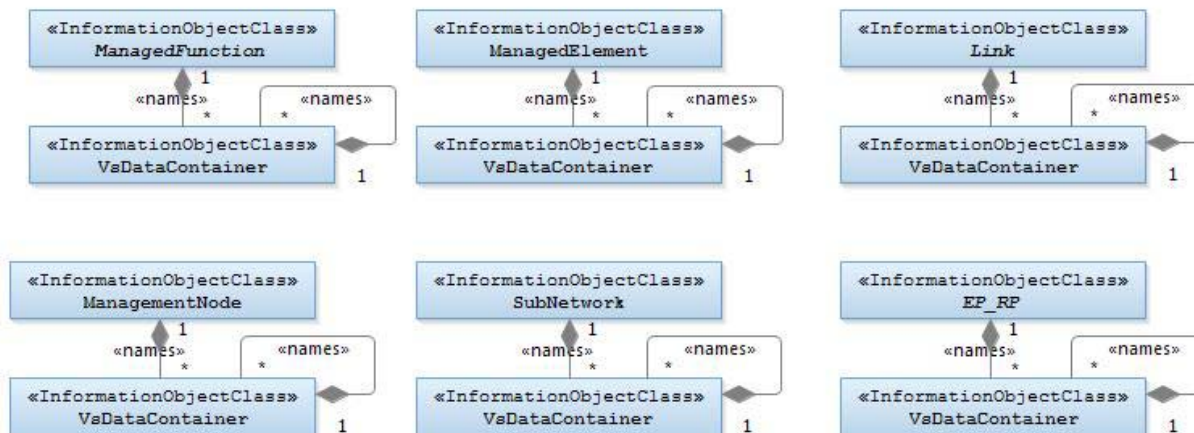 «InformationObjectClass»
ManagedFunction
1
«names»
*
*
«names»
«InformationObjectClass»
VsDataContainer
1
«InformationObjectClass»
ManagedElement
1
«names»
*
*
«names»
«InformationObjectClass»
VsDataContainer
1
«InformationObjectClass»
Link
1
«names»
*
*
«names»
«InformationObjectClass»
VsDataContainer
1
«InformationObjectClass»
ManagementNode
1
«names»
*
*
«names»
«InformationObjectClass»
VsDataContainer
1
«InformationObjectClass»
SubNetwork
1
«names»
*
*
«names»
«InformationObjectClass»
VsDataContainer
1
«InformationObjectClass»
EP_RP
1
«names»
*
*
«names»
«InformationObjectClass»
VsDataContainer
1